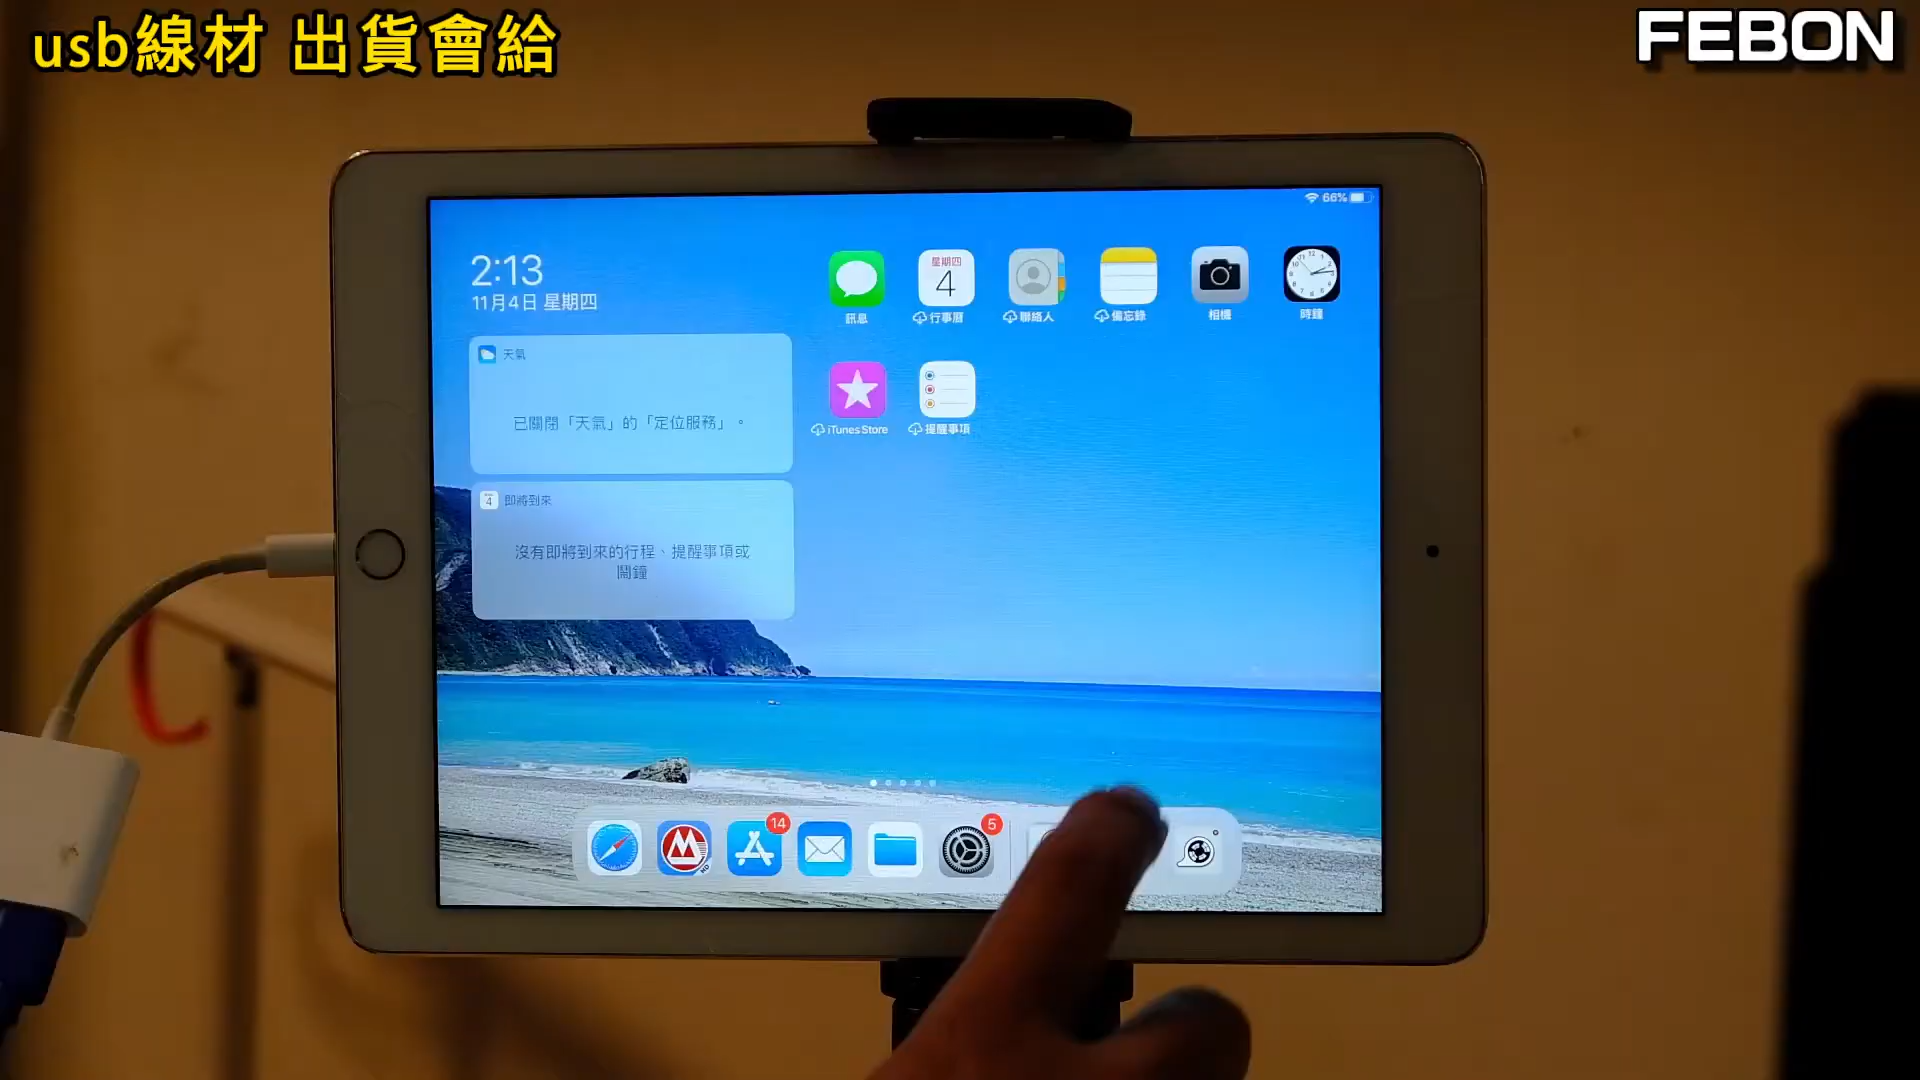 usb線材 出貨會給
FEBON
66%
2:13
11月4日 星期四
天氣
已關閉「天氣」的「定位服務」。
4
即將到來
沒有即將到來的行程、提醒事項或
鬧鐘
訊息
星期四
4
行事曆
聯絡人
備忘錄
相機
時鐘
iTunes Store
提醒事項
14
5